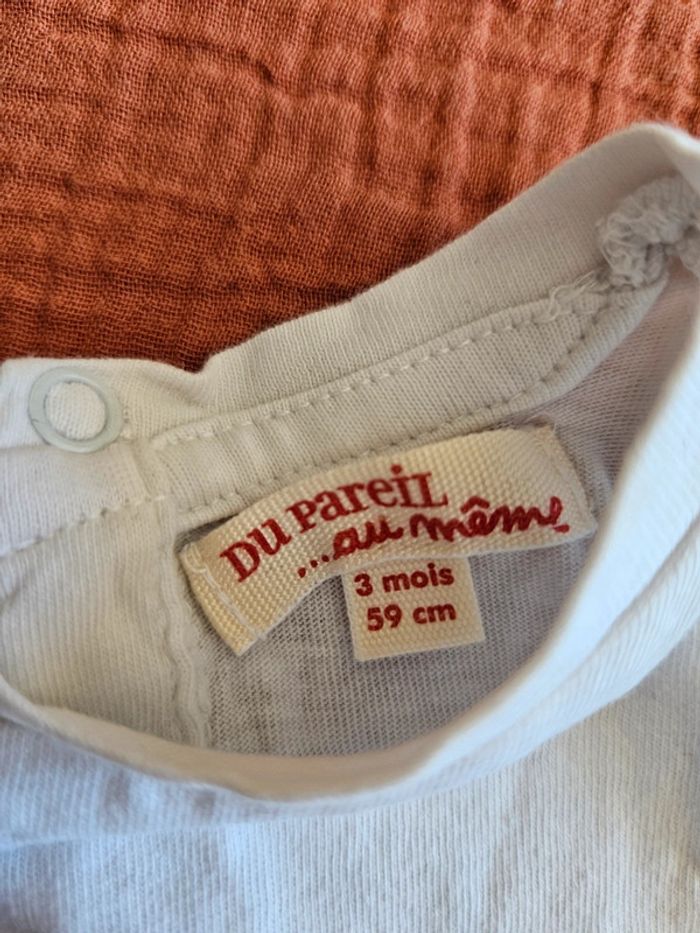 DU PAREIL
...au même
3 mois
59 cm